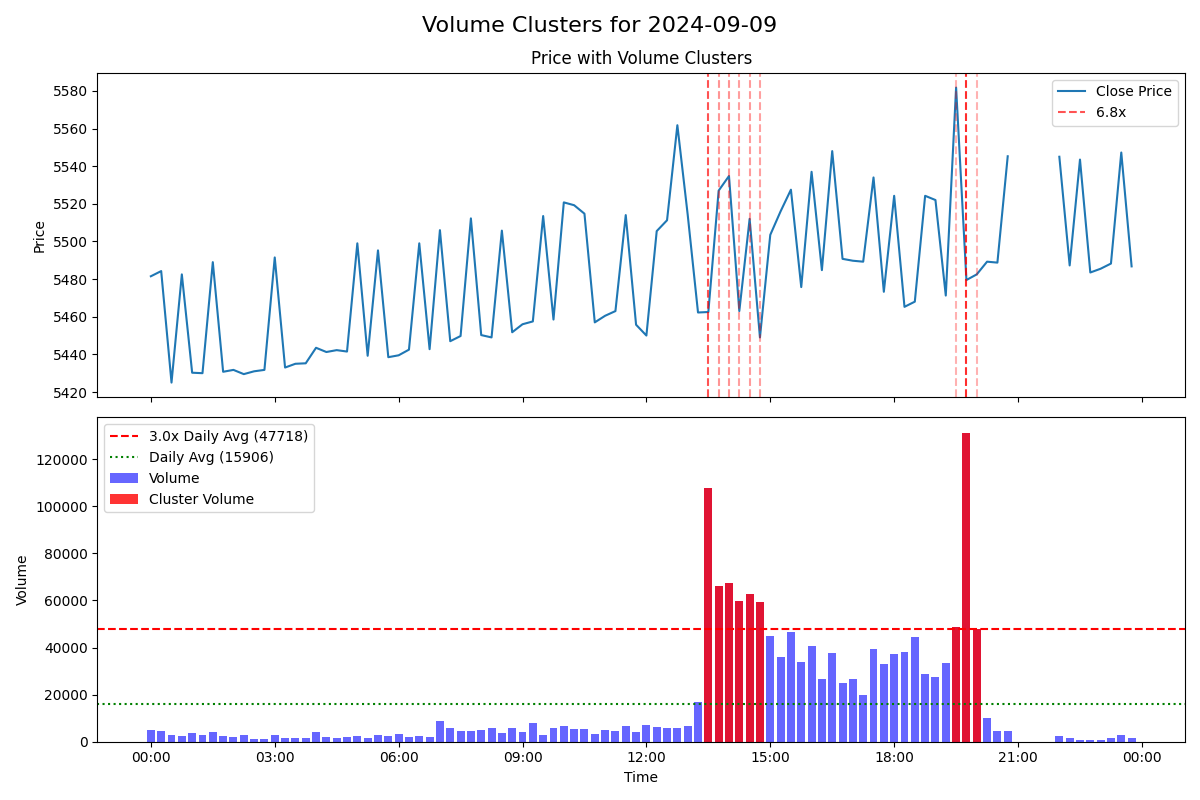 Volume Clusters for 2024-09-09
Price with Volume Clusters
5580
5560
5540
5520
5500
5480
5460
5440
5420
Price
Close Price
6.8x
120000
100000
80000
60000
40000
20000
0
Volume
3.0x Daily Avg (47718)
Daily Avg (15906)
Volume
Cluster Volume
00:00 03:00 06:00 09:00 12:00 15:00 18:00 21:00 00:00
Time